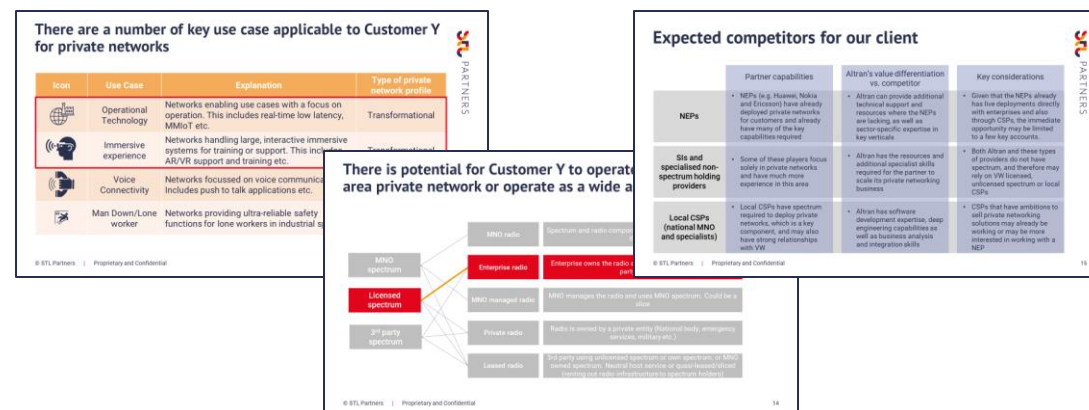 There are a number of key use case applicable to Customer Y
for private networks
STL PARTNERS
Icon Use Case Explanation Type of private
network profile
Operational
Technology
Networks enabling use cases with a focus on
operation. This includes real-time low latency,
MMIoT etc.
Transformational
Immersive
experience
Networks handling large, interactive immersive
systems for training or support. This includes
AR/VR support and training etc.
Transformational
Voice
Connectivity
Networks focussed on voice
Includes push to talk applications etc.
Man Down/Lone
worker
Networks providing ultra-reliable safety
functions for lone workers in industrial
© STL Partners | Proprietary and Confidential
There is potential for Customer Y to operate
area private network or operate as a wide a
MNO
spectrum
Licensed
spectrum
3rd party
spectrum
MNO radio
Spectrum and radio
Enterprise radio
Enterprise owns the radio
MNO managed radio
MNO manages the radio and uses MNO spectrum. Could be a
slice
Private radio
Radio is owned by a private entity (National body, emergency
services, military etc.)
Leased radio
3rd party using unlicensed spectrum or own spectrum, or MNO
owned spectrum. Neutral host service or quasi-leased/sliced
(renting out radio infrastructure to spectrum holders)
© STL Partners | Proprietary and Confidential
14
Expected competitors for our client
STL PARTNERS
Partner capabilities
Altran's value differentiation
vs. competitor
Key considerations
NEPs
• NEPs (e.g. Huawei, Nokia
and Ericsson) have already
deployed private networks
for customers and already
have many of the key
capabilities required
• Altran can provide additional
technical support and
resources where the NEPs
are lacking, as well as
sector-specific expertise in
key verticals
• Given that the NEPs already
has live deployments directly
with enterprises and also
through CSPs, the immediate
opportunity may be limited
to a few key accounts.
SIs and
specialised non-
spectrum holding
providers
• Some of these players focus
solely in private networks
and have much more
experience in this area
• Altran has the resources and
additional specialist skills
required for the partner to
scale its private networking
business
• Both Altran and these types
of providers do not have
spectrum, and therefore may
rely on VW licensed,
unlicensed spectrum or local
CSPs
Local CSPs
(national MNO
and specialists)
• Local CSPs have spectrum
required to deploy private
networks, which is a key
component, and may also
have strong relationships
with VW
• Altran has software
development expertise, deep
engineering capabilities as
well as business analysis
and integration skills
• CSPs that have ambitions to
sell private networking
solutions may already be
working or may be more
interested in working with a
NEP
© STL Partners | Proprietary and Confidential
15